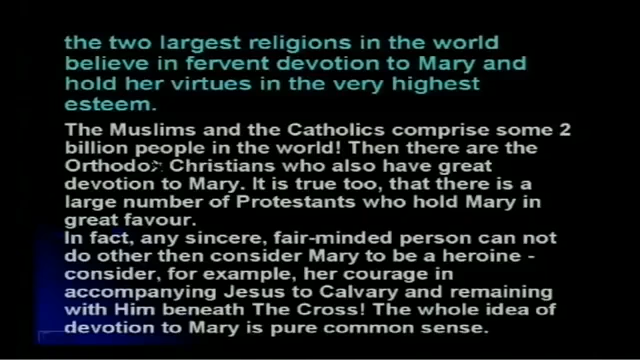 the two largest religions in the world
believe in fervent devotion to Mary and
hold her virtues in the very highest
esteem.
The Muslims and the Catholics comprise some 2
billion people in the world! Then there are the
Orthodox Christians who also have great
devotion to Mary. It is true too, that there is a
large number of Protestants who hold Mary in
great favour.
In fact, any sincere, fair-minded person can not
do other then consider Mary to be a heroine -
consider, for example, her courage in
accompanying Jesus to Calvary and remaining
with Him beneath The Cross! The whole idea of
devotion to Mary is pure common sense.